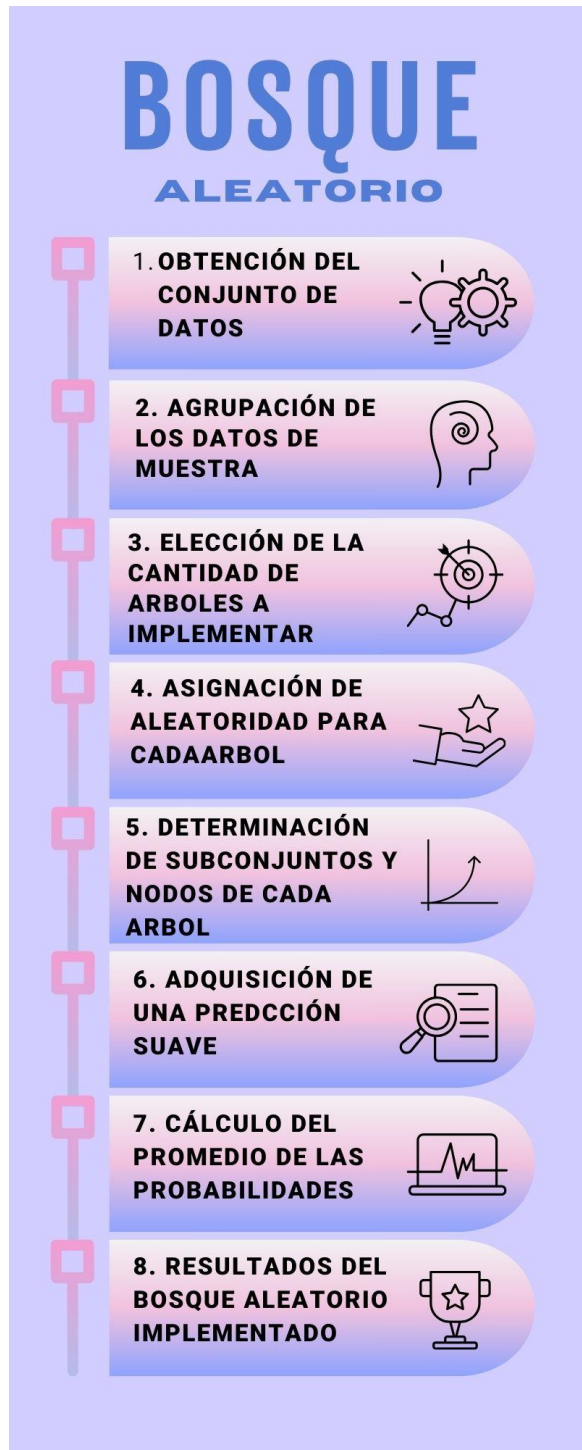 BOSQUE
ALEATORIO
1. OBTENCIÓN DEL
CONJUNTO DE
DATOS
2. AGRUPACIÓN DE
LOS DATOS DE
MUESTRA
3. ELECCIÓN DE LA
CANTIDAD DE
ARBOLES A
IMPLEMENTAR
4. ASIGNACIÓN DE
ALEATORIDAD PARA
CADAARBOL
5. DETERMINACIÓN
DE SUBCONJUNTOS Y
NODOS DE CADA
ARBOL
6. ADQUISICIÓN DE
UNA PREDCCIÓN
SUAVE
7. CÁLCULO DEL
PROMEDIO DE LAS
PROBABILIDADES
8. RESULTADOS DEL
BOSQUE ALEATORIO
IMPLEMENTADO